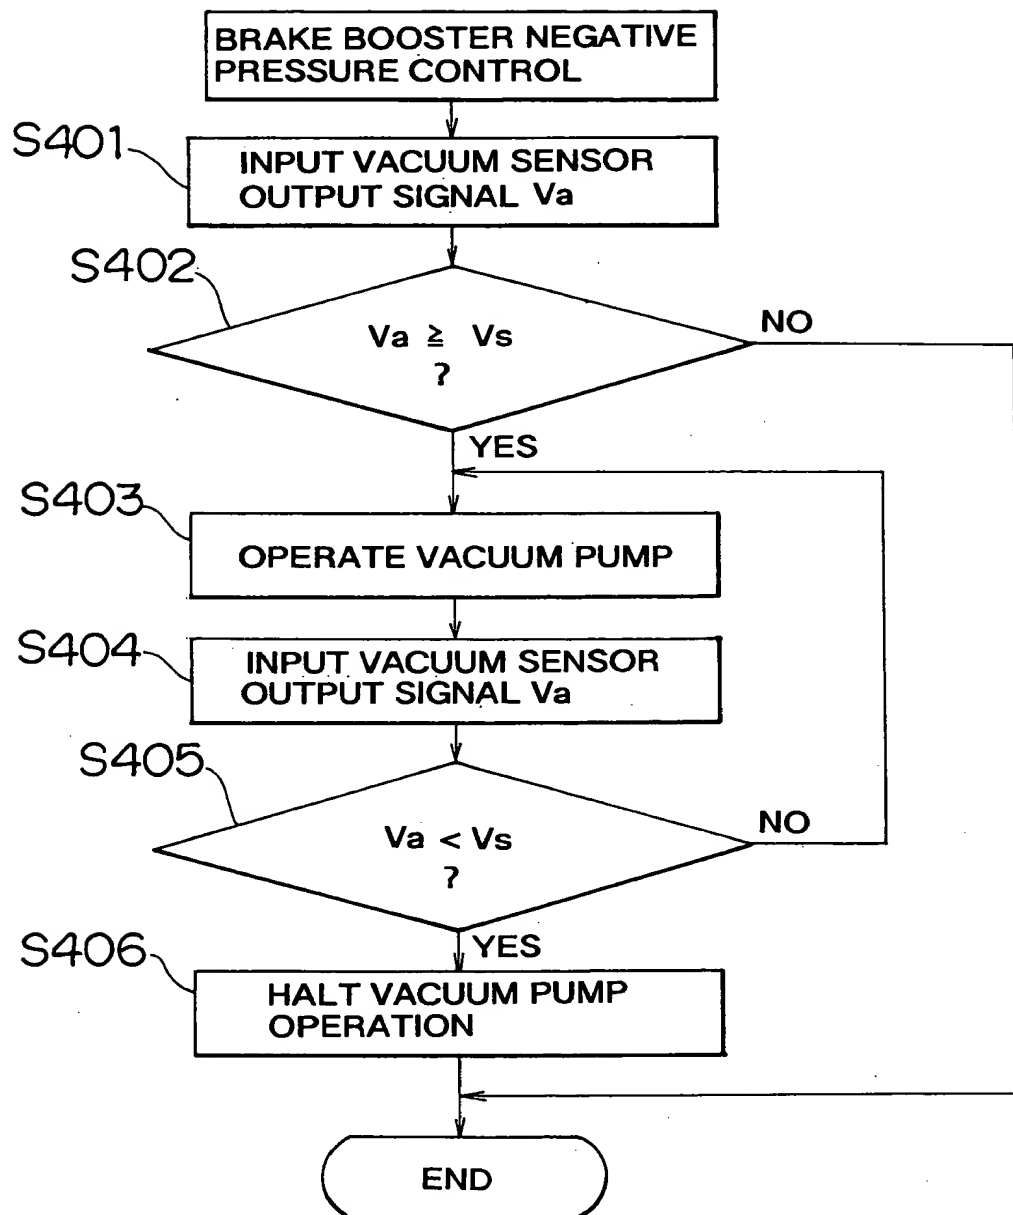 BRAKE BOOSTER NEGATIVE
PRESSURE CONTROL
S401
INPUT VACUUM SENSOR
OUTPUT SIGNAL Va
S402
Va ≧ Vs
?
NO
YES
S403
OPERATE VACUUM PUMP
S404
INPUT VACUUM SENSOR
OUTPUT SIGNAL Va
S405
Va < Vs
?
NO
YES
S406
HALT VACUUM PUMP
OPERATION
END